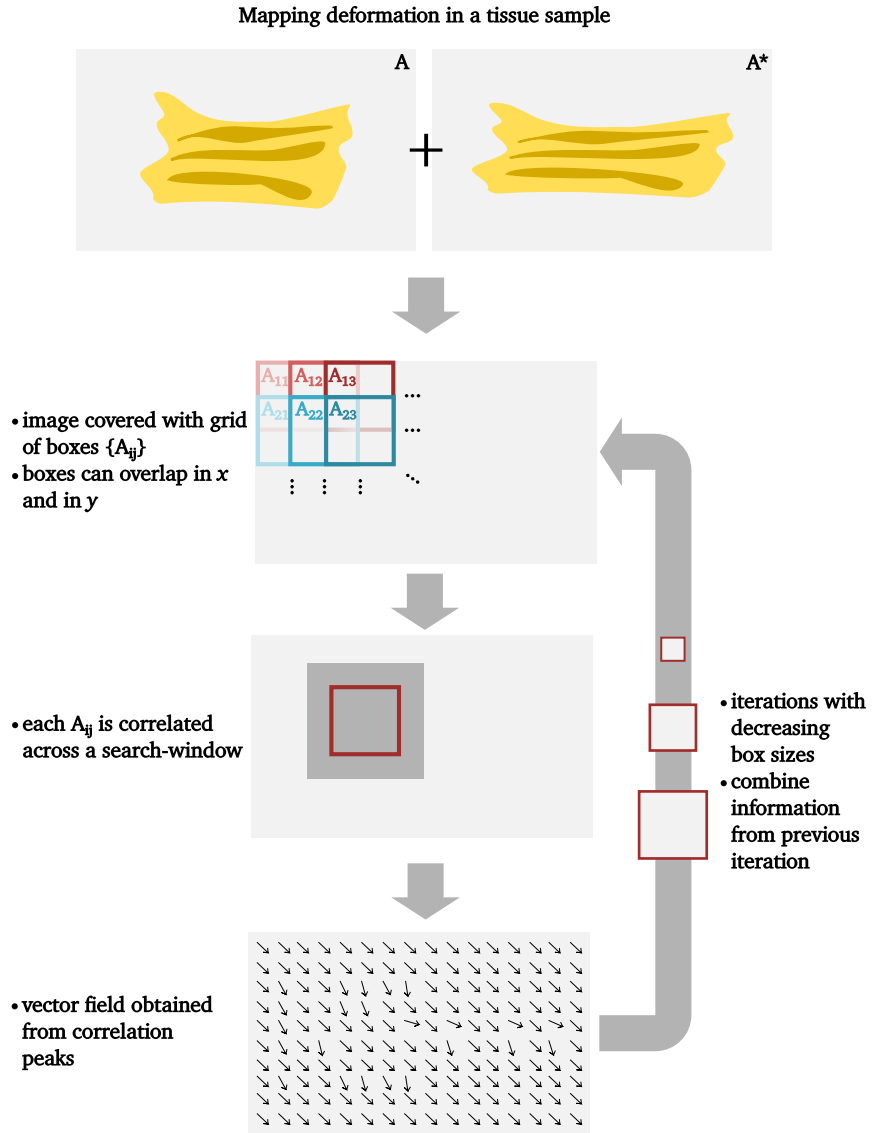 Mapping deformation in a tissue sample
A
A*
+
A11 A12 A13
...
A21 A22 A23
...
• image covered with grid
of boxes {Aij}
• boxes can overlap in x
and in y
• each Aij is correlated
across a search-window
• iterations with
decreasing
box sizes
• combine
information
from previous
iteration
• vector field obtained
from correlation
peaks